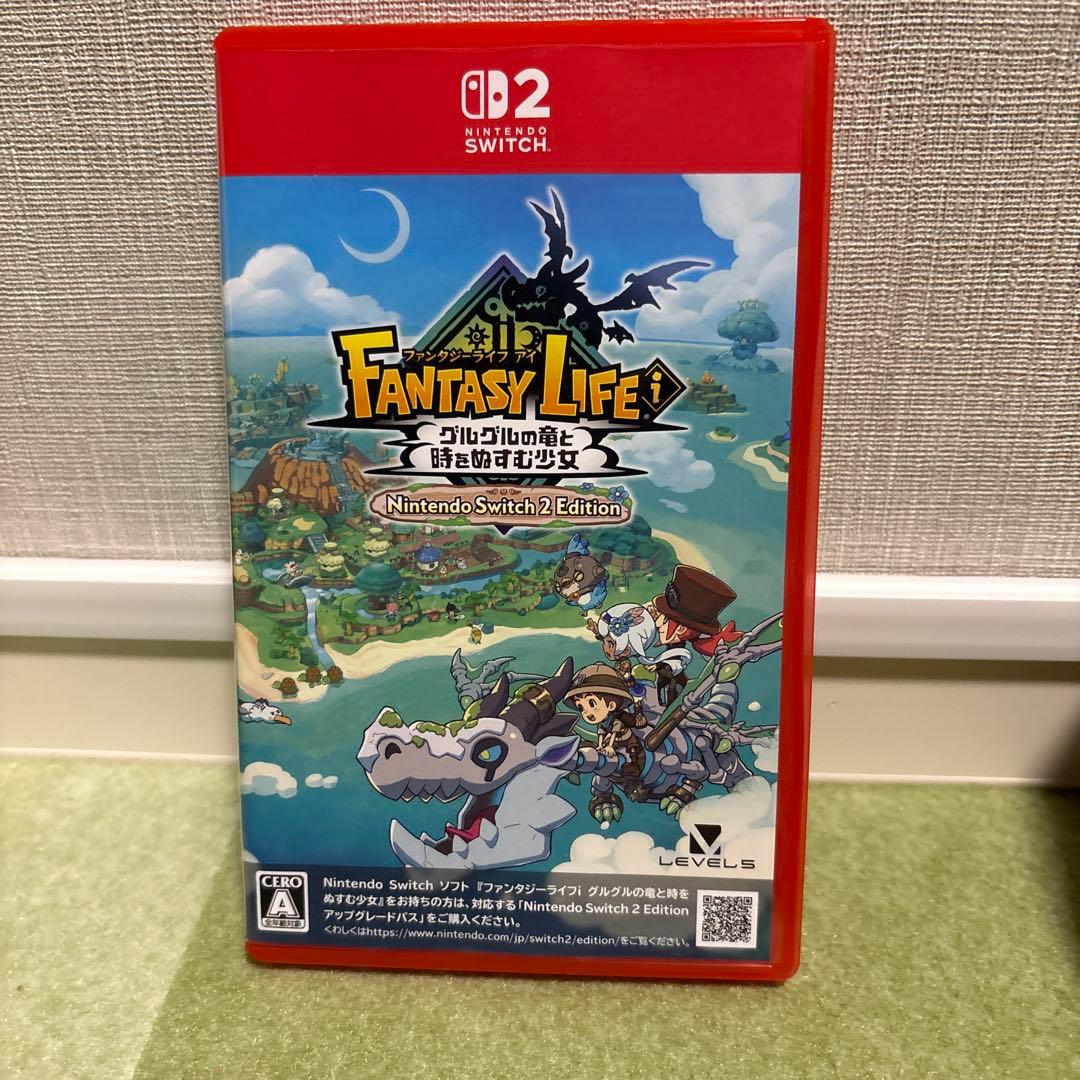 2
NINTENDO
SWITCH™
ファンタジーライフ アイ
FANTASY LIFE i
グルグルの竜と
時をぬすむ少女
Nintendo Switch 2 Edition
LEVEL5
CERO
A
全年齢対象
Nintendo Switch ソフト『ファンタジーライフi グルグルの竜と時を
ぬすむ少女』をお持ちの方は、対応する「Nintendo Switch 2 Edition
アップグレードパス」をご購入ください。
くわしくはhttps://www.nintendo.com/jp/switch2/edition/をご覧ください。